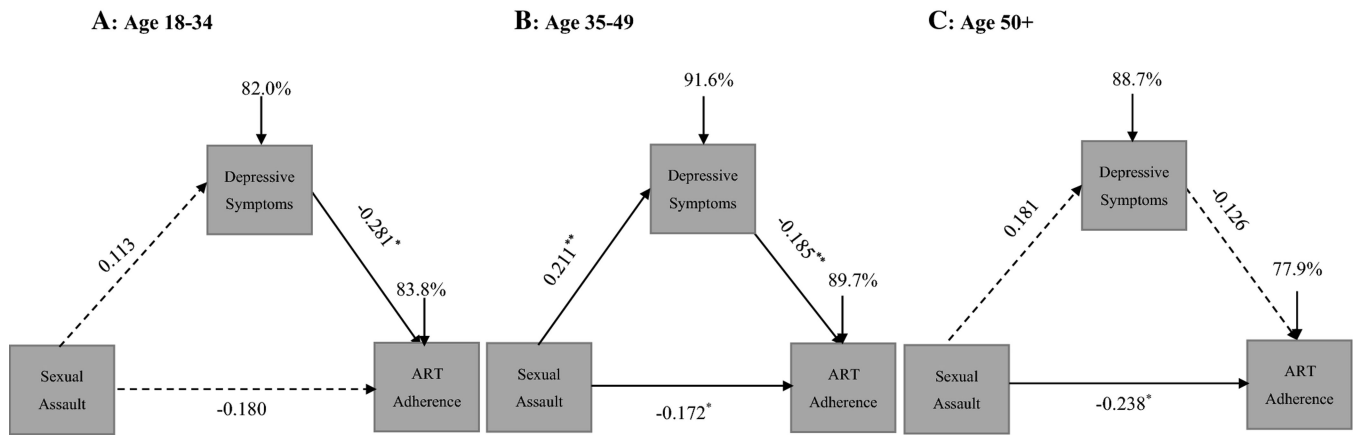 A: Age 18-34
82.0%
Depressive
Symptoms
0.113
-0.281*
83.8%
Sexual
Assault
ART
Adherence
-0.180
B: Age 35-49
91.6%
Depressive
Symptoms
0.211**
-0.185**
89.7%
Sexual
Assault
ART
Adherence
-0.172*
C: Age 50+
88.7%
Depressive
Symptoms
0.181
-0.126
77.9%
Sexual
Assault
ART
Adherence
-0.238*